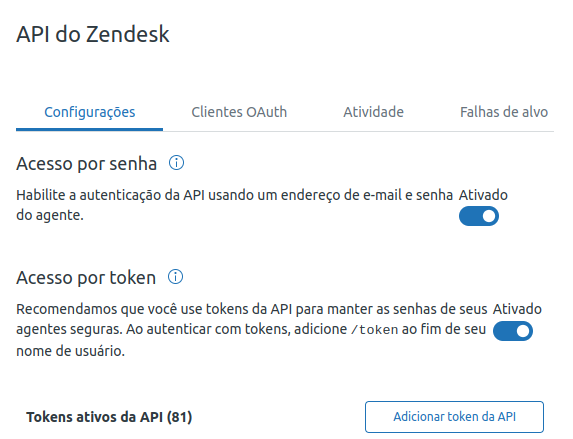 API do Zendesk
Configurações Clientes OAuth Atividade Falhas de alvo
Acesso por senha
Habilite a autenticação da API usando um endereço de e-mail e senha Ativado
do agente.
Acesso por token
Recomendamos que você use tokens da API para manter as senhas de seus Ativado
agentes seguras. Ao autenticar com tokens, adicione /token ao fim de seu
nome de usuário.
Tokens ativos da API (81) Adicionar token da API